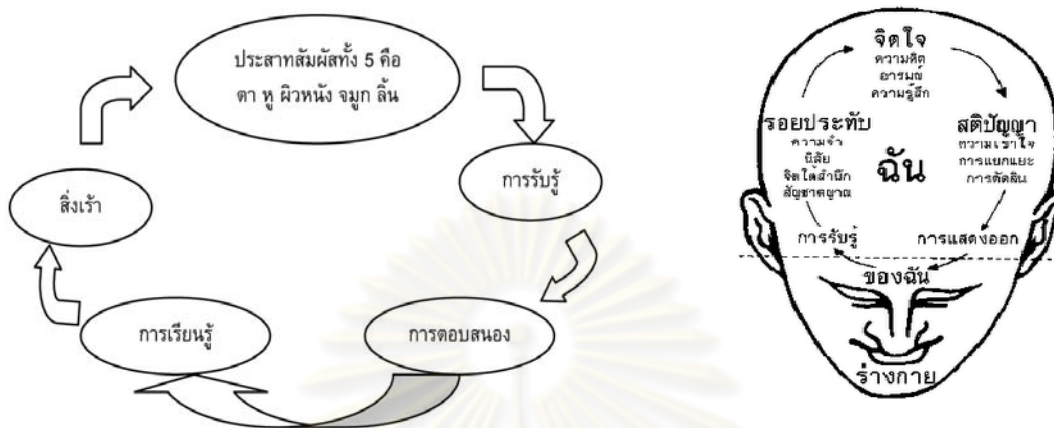 ประสาทสัมผัสทั้ง 5 คือ
ตา หู ผิวหนัง จมูก ลิ้น
การรับรู้
การตอบสนอง
การเรียนรู้
สิ่งเร้า
จิตใจ
ความคิด
อารมณ์
ความรู้สึก
สติปัญญา
ความเข้าใจ
การแยกแยะ
การตัดสิน
การแสดงออก
ของฉัน
ร่างกาย
การรับรู้
รอยประทับ
ความจำ
นิสัย
จิตใต้สำนึก
สัญชาตญาณ
ฉัน